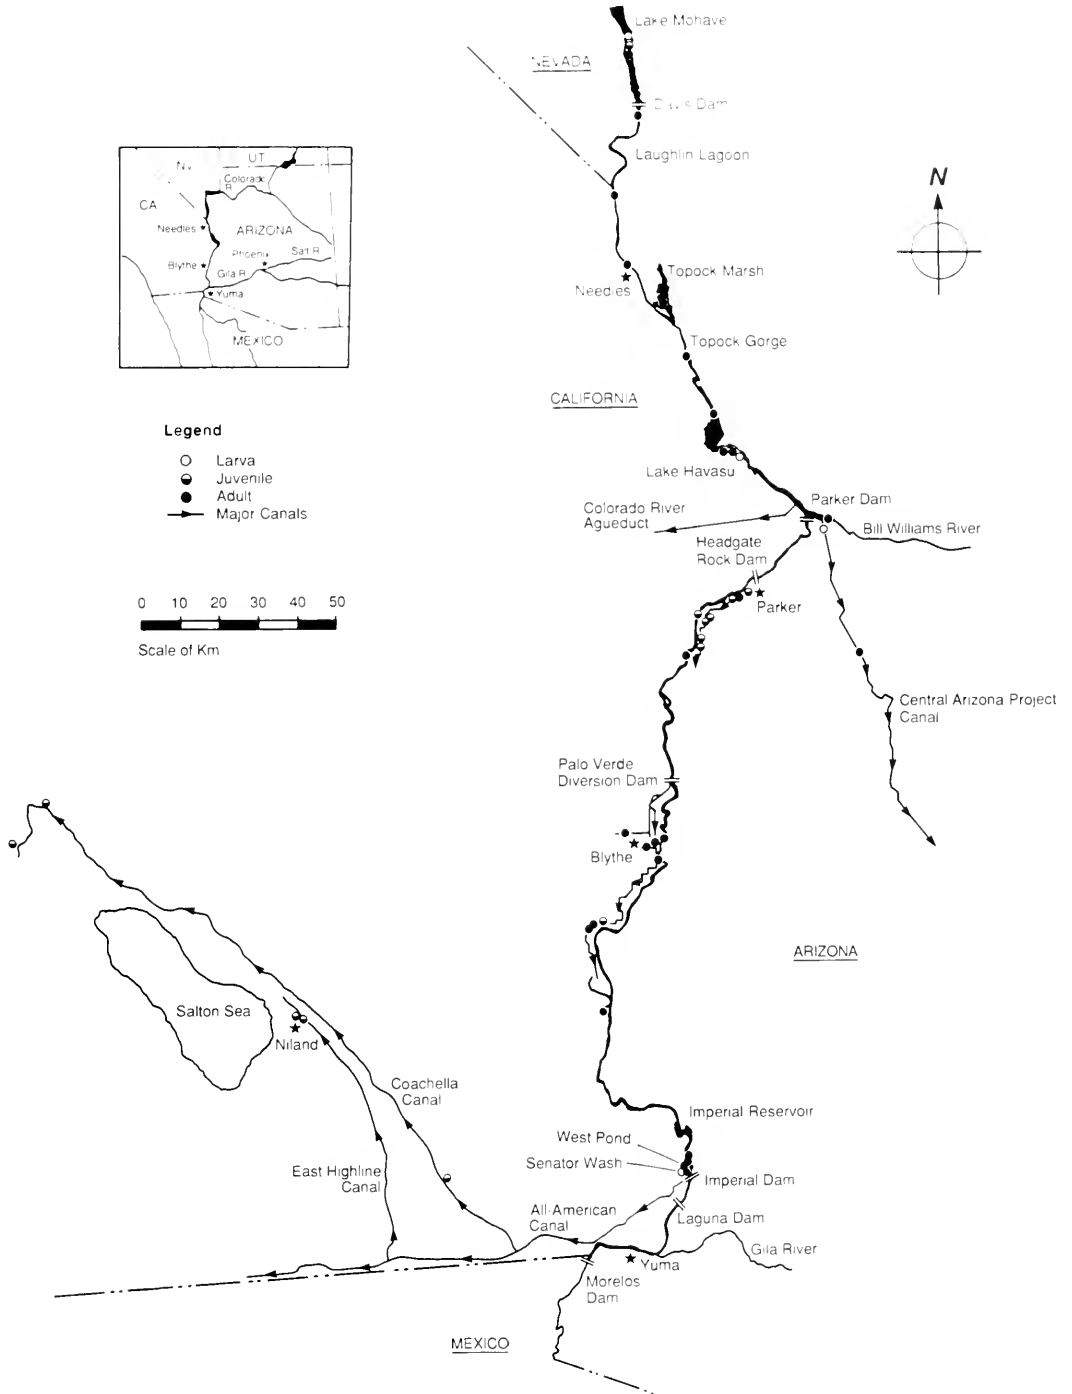 Lake Mohave
NEVADA
Davis Dam
Laughlin Lagoon
N
NV
UT
Colorado
R.
CA
Needles
ARIZONA
Phoenix
Salt R.
Blythe
Gila R.
Yuma
MEXICO
Topock Marsh
Needles
Topock Gorge
CALIFORNIA
Legend
Larva
Juvenile
Adult
Major Canals
Lake Havasu
Parker Dam
Colorado River
Agueduct
Bill Williams River
Headgate
Rock Dam
Parker
0 10 20 30 40 50
Scale of Km
Central Arizona Project
Canal
Palo Verde
Diversion Dam
Blythe
ARIZONA
Salton Sea
Niland
Coachella
Canal
Imperial Reservoir
West Pond
Senator Wash
Imperial Dam
East Highline
Canal
All-American
Canal
Laguna Dam
Gila River
Yuma
Morelos
Dam
MEXICO